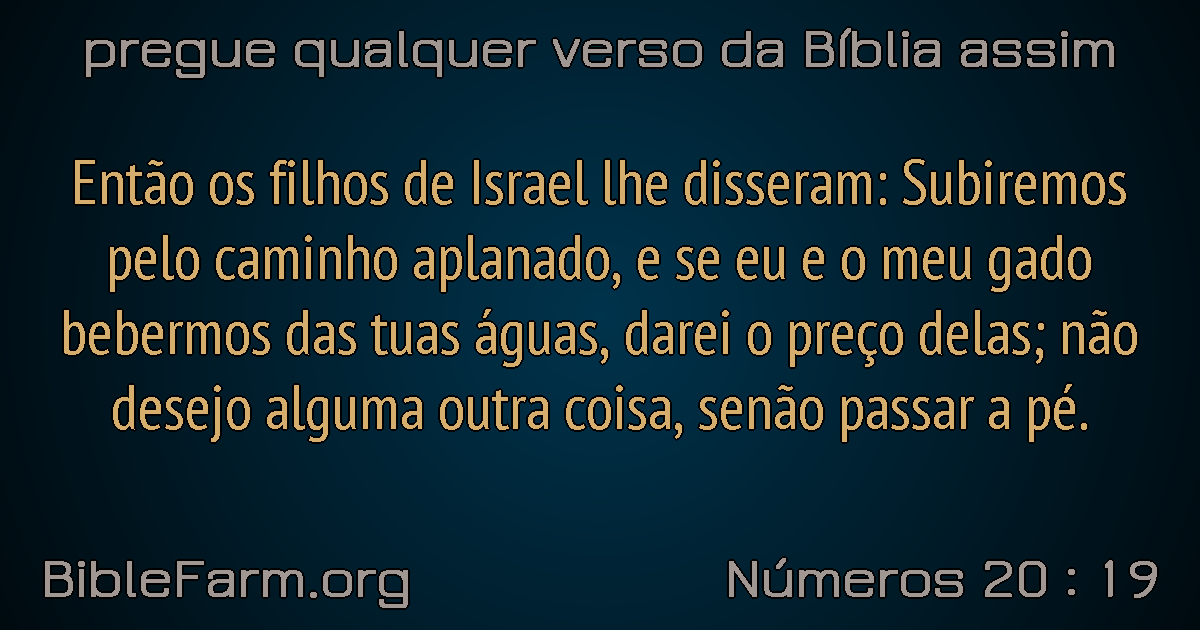 pregue qualquer verso da Bíblia assim
Então os filhos de Israel lhe disseram: Subiremos
pelo caminho aplanado, e se eu e o meu gado
bebermos das tuas águas, darei o preço delas; não
desejo alguma outra coisa, senão passar a pé.
BibleFarm.org
Números 20 : 19